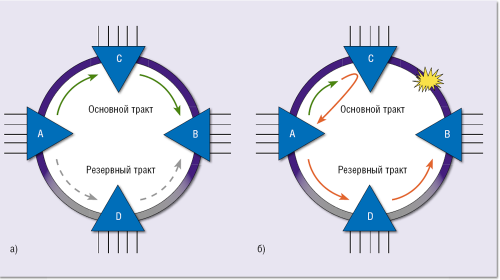 C
Основной тракт
A
B
Резервный тракт
D
а)
C
Основной тракт
A
B
Резервный тракт
D
б)